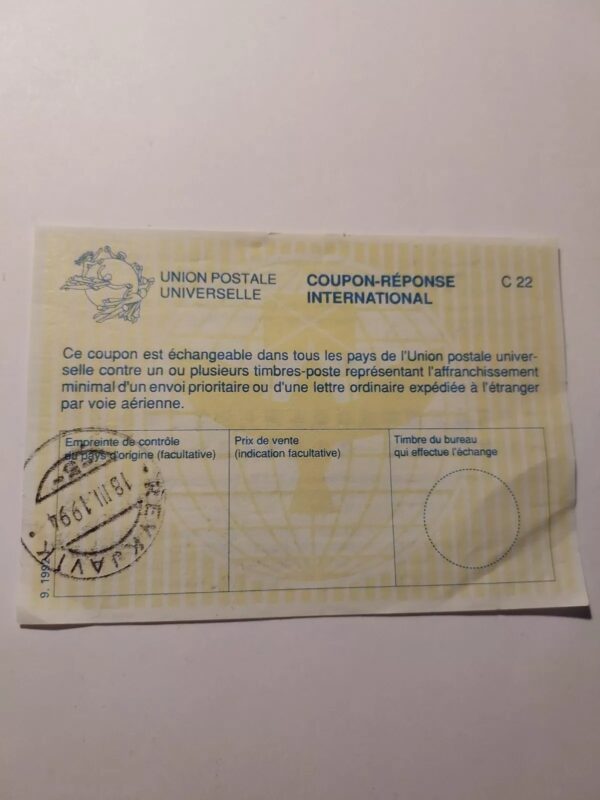 UNION POSTALE
UNIVERSELLE
COUPON-RÉPONSE
INTERNATIONAL
C 22
Ce coupon est échangeable dans tous les pays de l'Union postale univer-
selle contre un ou plusieurs timbres-poste représentant l'affranchissement
minimal d'un envoi prioritaire ou d'une lettre ordinaire expédiée à l'étranger
par voie aérienne.
Empreinte de contrôle
du pays d'origine (facultative)
Prix de vente
(indication facultative)
Timbre du bureau
qui effectue l'échange
REYKJAVIK
18.III.1994